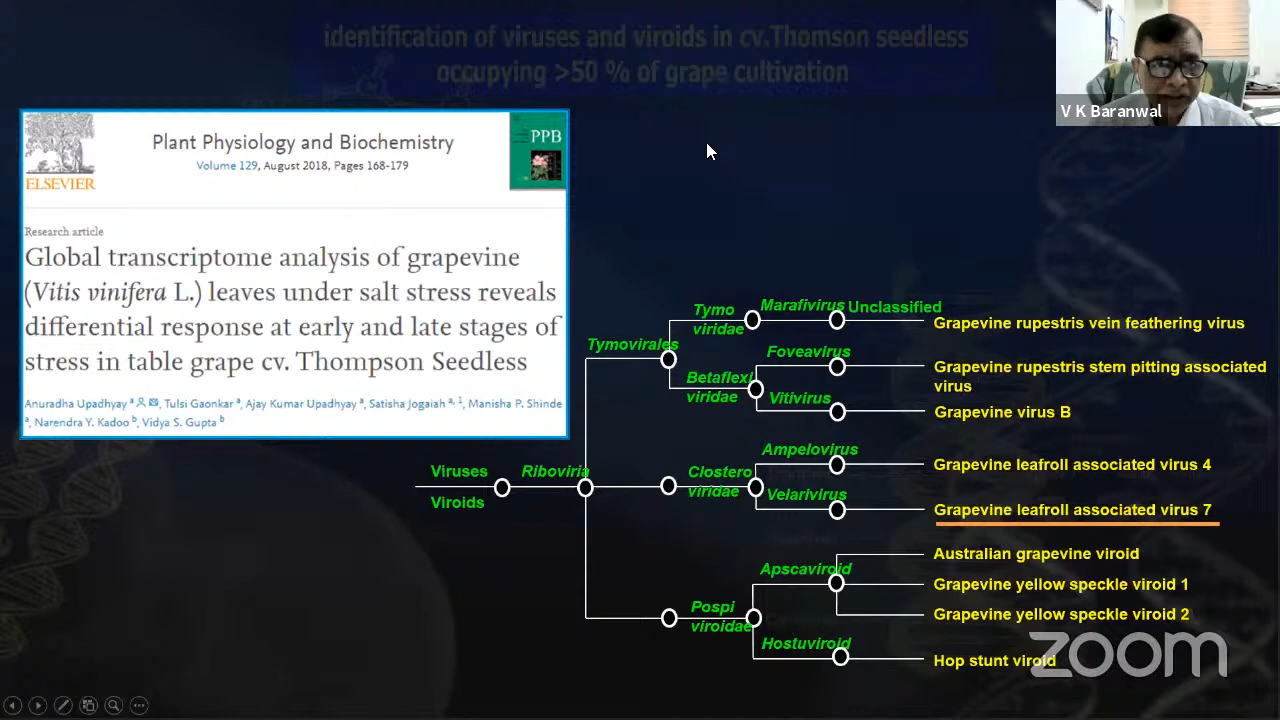 identification of viruses and viroids in cv.Thomson seedless
occupying >50 % of grape cultivation
V K Baranwal
ELSEVIER
Plant Physiology and Biochemistry
Volume 129, August 2018, Pages 168-179
PPB
Research article
Global transcriptome analysis of grapevine
(Vitis vinifera L.) leaves under salt stress reveals
differential response at early and late stages of
stress in table grape cv. Thompson Seedless
Anuradha Upadhyay a, Tulsi Gaonkar a, Ajay Kumar Upadhyay a, Satisha Jogaiah a, 1, Manisha P. Shinde
a, Narendra Y. Kadoo b, Vidya S. Gupta b
Viruses
Viroids
Riboviria
Tymovirales
Tymo
viridae
Marafivirus
Unclassified
Grapevine rupestris vein feathering virus
Betaflexi
viridae
Foveavirus
Grapevine rupestris stem pitting associated
virus
Vitivirus
Grapevine virus B
Clostero
viridae
Ampelovirus
Grapevine leafroll associated virus 4
Velarivirus
Grapevine leafroll associated virus 7
Pospi
viroidae
Apscaviroid
Australian grapevine viroid
Grapevine yellow speckle viroid 1
Grapevine yellow speckle viroid 2
Hostuviroid
Hop stunt viroid
zoom